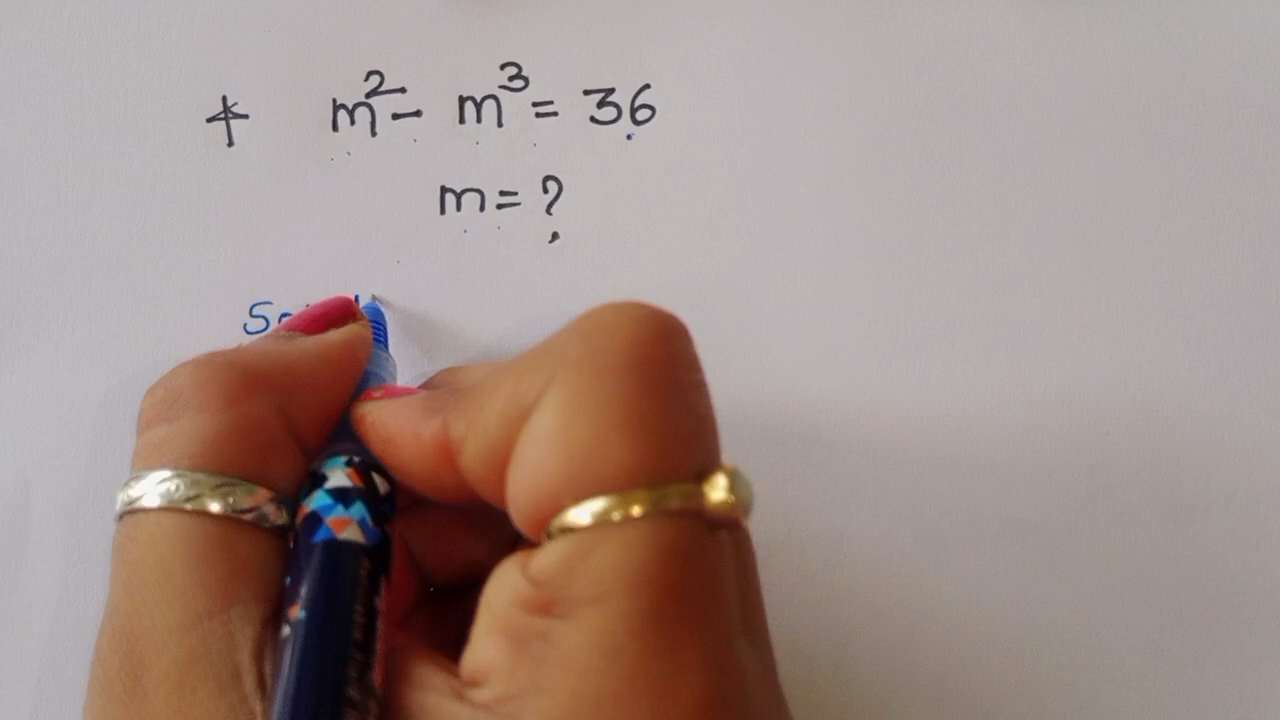 * m² - m³ = 36
m = ?